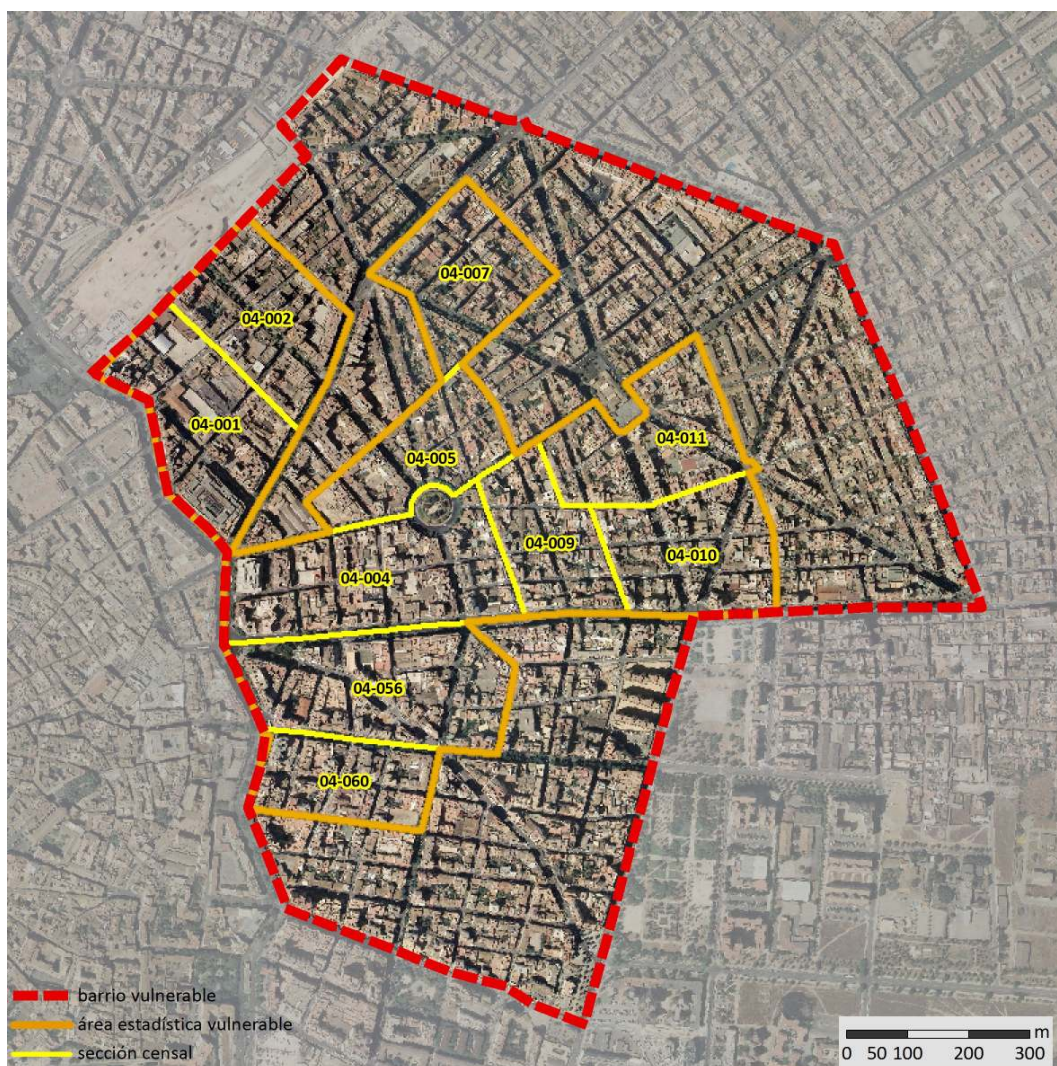 04-007
04-002
04-001
04-011
04-005
04-009
04-010
04-004
04-056
04-060
barrio vulnerable
área estadística vulnerable
sección censal
m
0 50 100 200 300